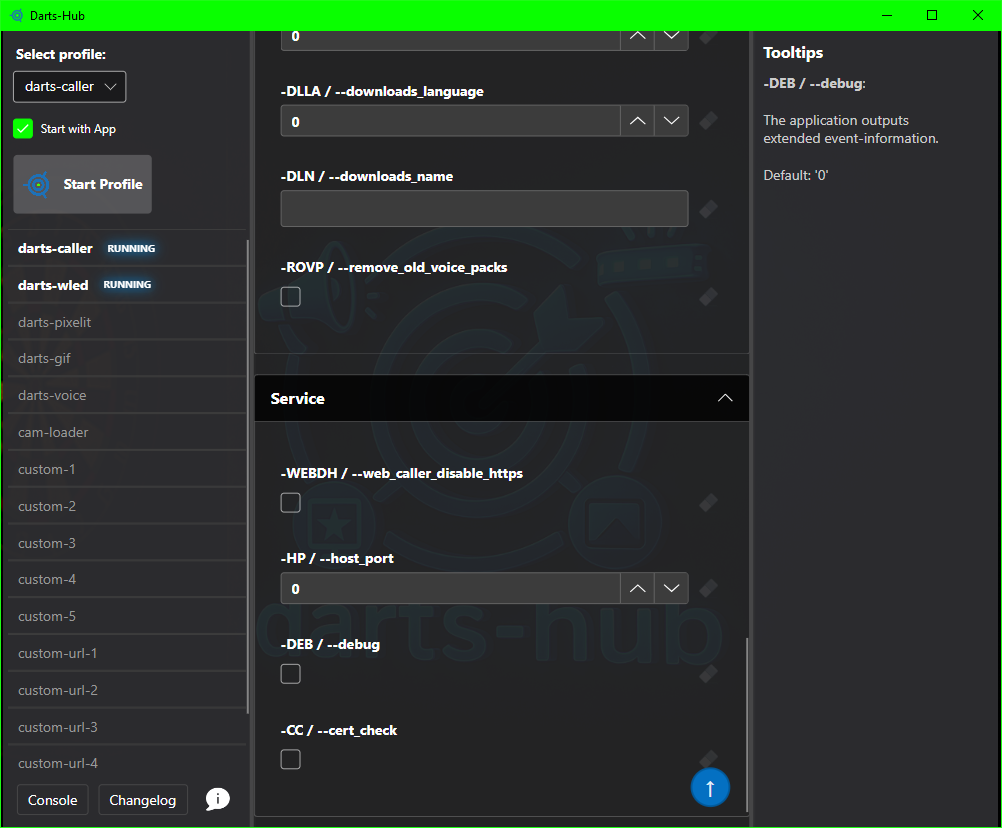 Darts-Hub
Select profile:
darts-caller
Start with App
Start Profile
darts-caller RUNNING
darts-wled RUNNING
darts-pixelit
darts-gif
darts-voice
cam-loader
custom-1
custom-2
custom-3
custom-4
custom-5
custom-url-1
custom-url-2
custom-url-3
custom-url-4
Console Changelog
0
-DLLA / --downloads_language
0
-DLN / --downloads_name
-ROVP / --remove_old_voice_packs
Service
-WEBDH / --web_caller_disable_https
-HP / --host_port
0
darts-hub
-DEB / --debug
-CC / --cert_check
Tooltips
-DEB / --debug:
The application outputs
extended event-information.
Default: '0'